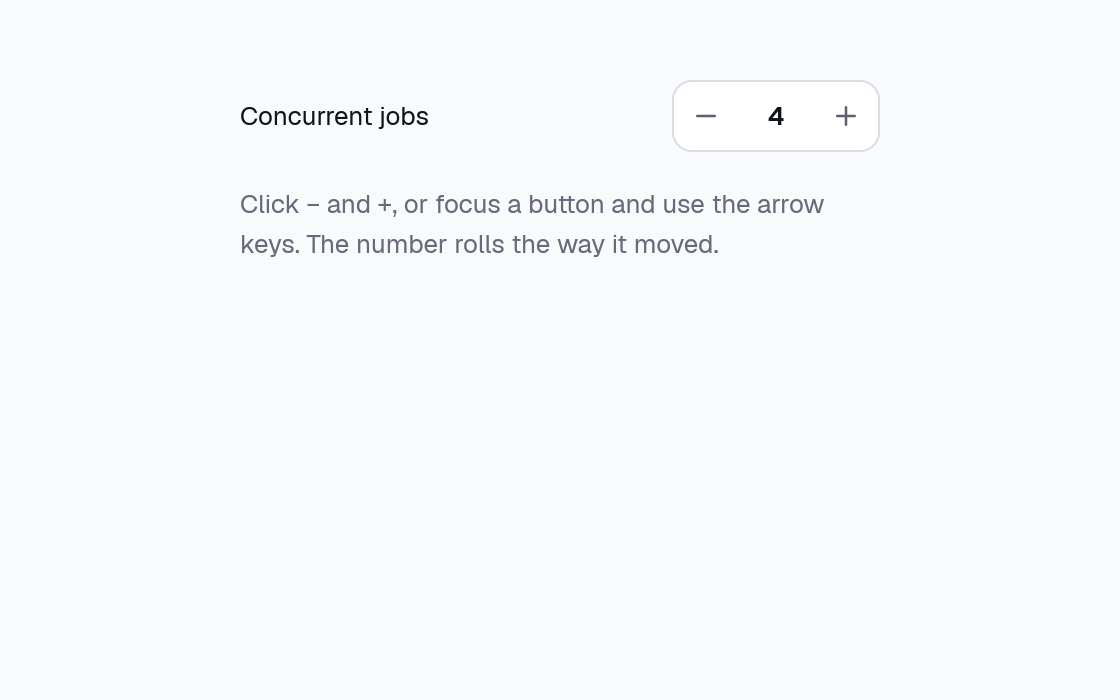 Concurrent jobs
− 4 +
Click − and +, or focus a button and use the arrow
keys. The number rolls the way it moved.